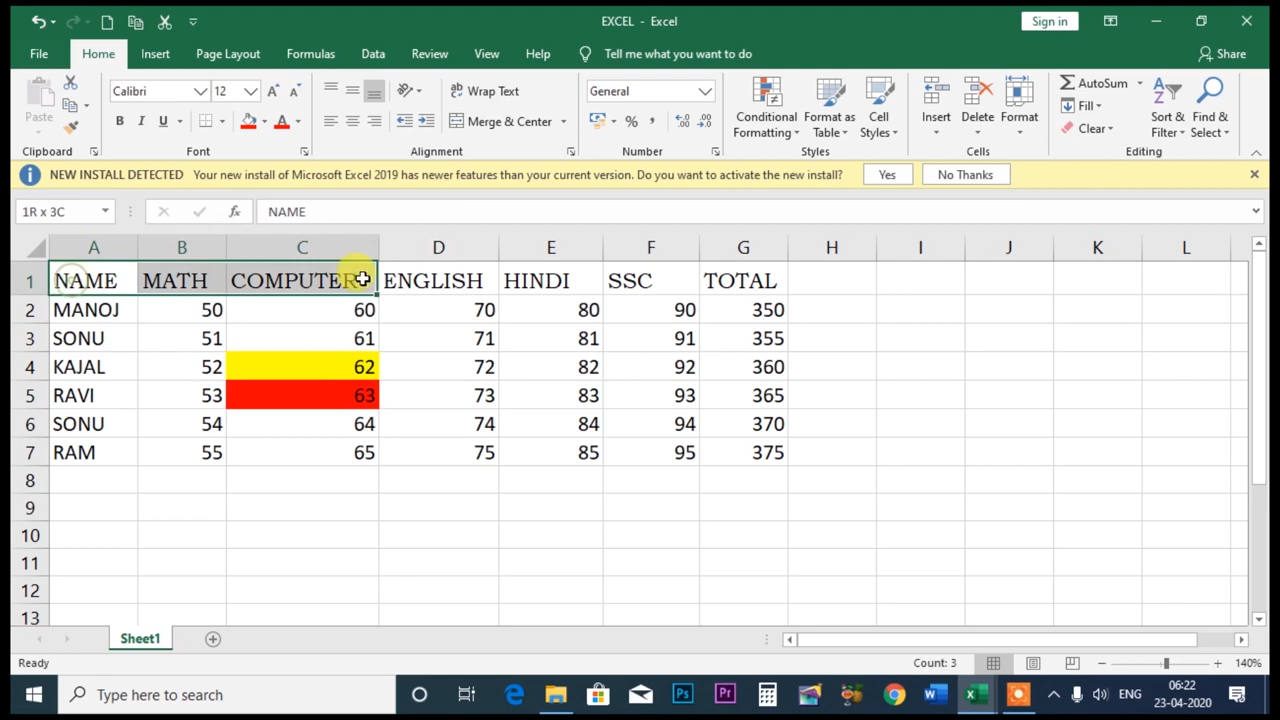 EXCEL - Excel
Sign in
File Home Insert Page Layout Formulas Data Review View Help Tell me what you want to do Share
Paste
Calibri 12
B I U
A A
A
Wrap Text
Merge & Center
General
% ,
Conditional Formatting
Format as Table
Cell Styles
Insert
Delete
Format
AutoSum
Fill
Clear
Sort & Filter
Find & Select
Clipboard Font Alignment Number Styles Cells Editing
NEW INSTALL DETECTED Your new install of Microsoft Excel 2019 has newer features than your current version. Do you want to activate the new install? Yes No Thanks
1R x 3C fx NAME
A B C D E F G H I J K L
1 NAME MATH COMPUTER ENGLISH HINDI SSC TOTAL
2 MANOJ 50 60 70 80 90 350
3 SONU 51 61 71 81 91 355
4 KAJAL 52 62 72 82 92 360
5 RAVI 53 63 73 83 93 365
6 SONU 54 64 74 84 94 370
7 RAM 55 65 75 85 95 375
8
9
10
11
12
13
Sheet1
Ready Count: 3 140%
Type here to search Ps Pr ENG 06:22
23-04-2020